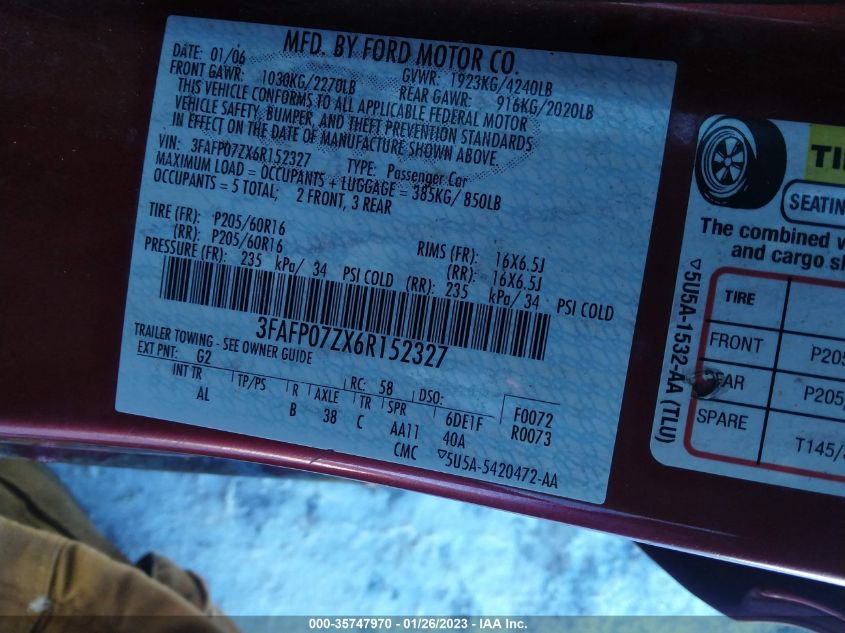 MFD. BY FORD MOTOR CO.
DATE: 01/06 GVWR: 1923KG/4240LB
FRONT GAWR: 1030KG/2270LB REAR GAWR: 916KG/2020LB
THIS VEHICLE CONFORMS TO ALL APPLICABLE FEDERAL MOTOR
VEHICLE SAFETY, BUMPER, AND THEFT PREVENTION STANDARDS
IN EFFECT ON THE DATE OF MANUFACTURE SHOWN ABOVE.
VIN: 3FAFP07ZX6R152327 TYPE: Passenger Car
MAXIMUM LOAD = OCCUPANTS + LUGGAGE = 385KG/850LB
OCCUPANTS = 5 TOTAL; 2 FRONT, 3 REAR
TIRE (FR): P205/60R16 RIMS (FR): 16X6.5J
(RR): P205/60R16 (RR): 16X6.5J
PRESSURE (FR): 235 kPa/ 34 PSI COLD (RR): 235 kPa/ 34 PSI COLD
3FAFP07ZX6R152327
TRAILER TOWING - SEE OWNER GUIDE
EXT PNT: G2 RC: 58 DSO:
INT TR TP/PS R AXLE TR SPR 6DE1F F0072
AL B 38 C AA11 40A R0073
CMC ▽5U5A-5420472-AA
▽5U5A-1532-AA (TLU)
TI
SEATIN
The combined
and cargo s
TIRE
FRONT P205
EAR P205/
SPARE T145/
000-35747970 | 01/26/2023 - IAA Inc.